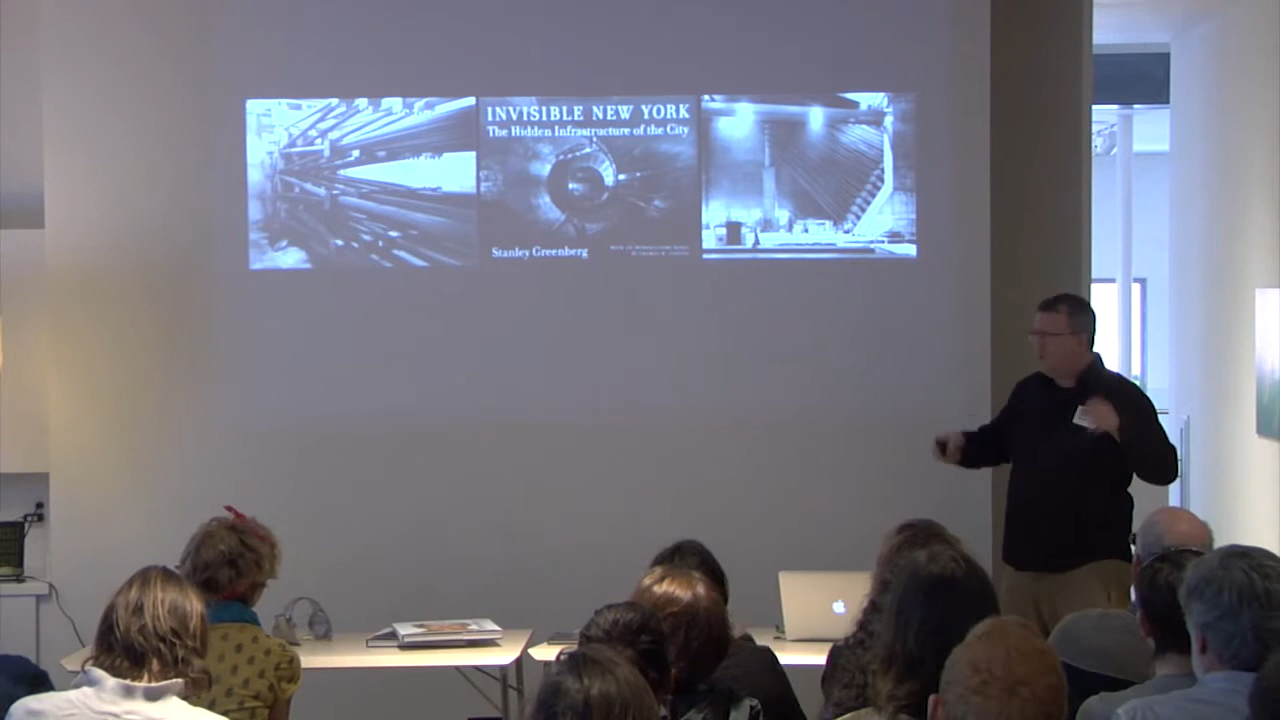 INVISIBLE NEW YORK
The Hidden Infrastructure of the City
Stanley Greenberg